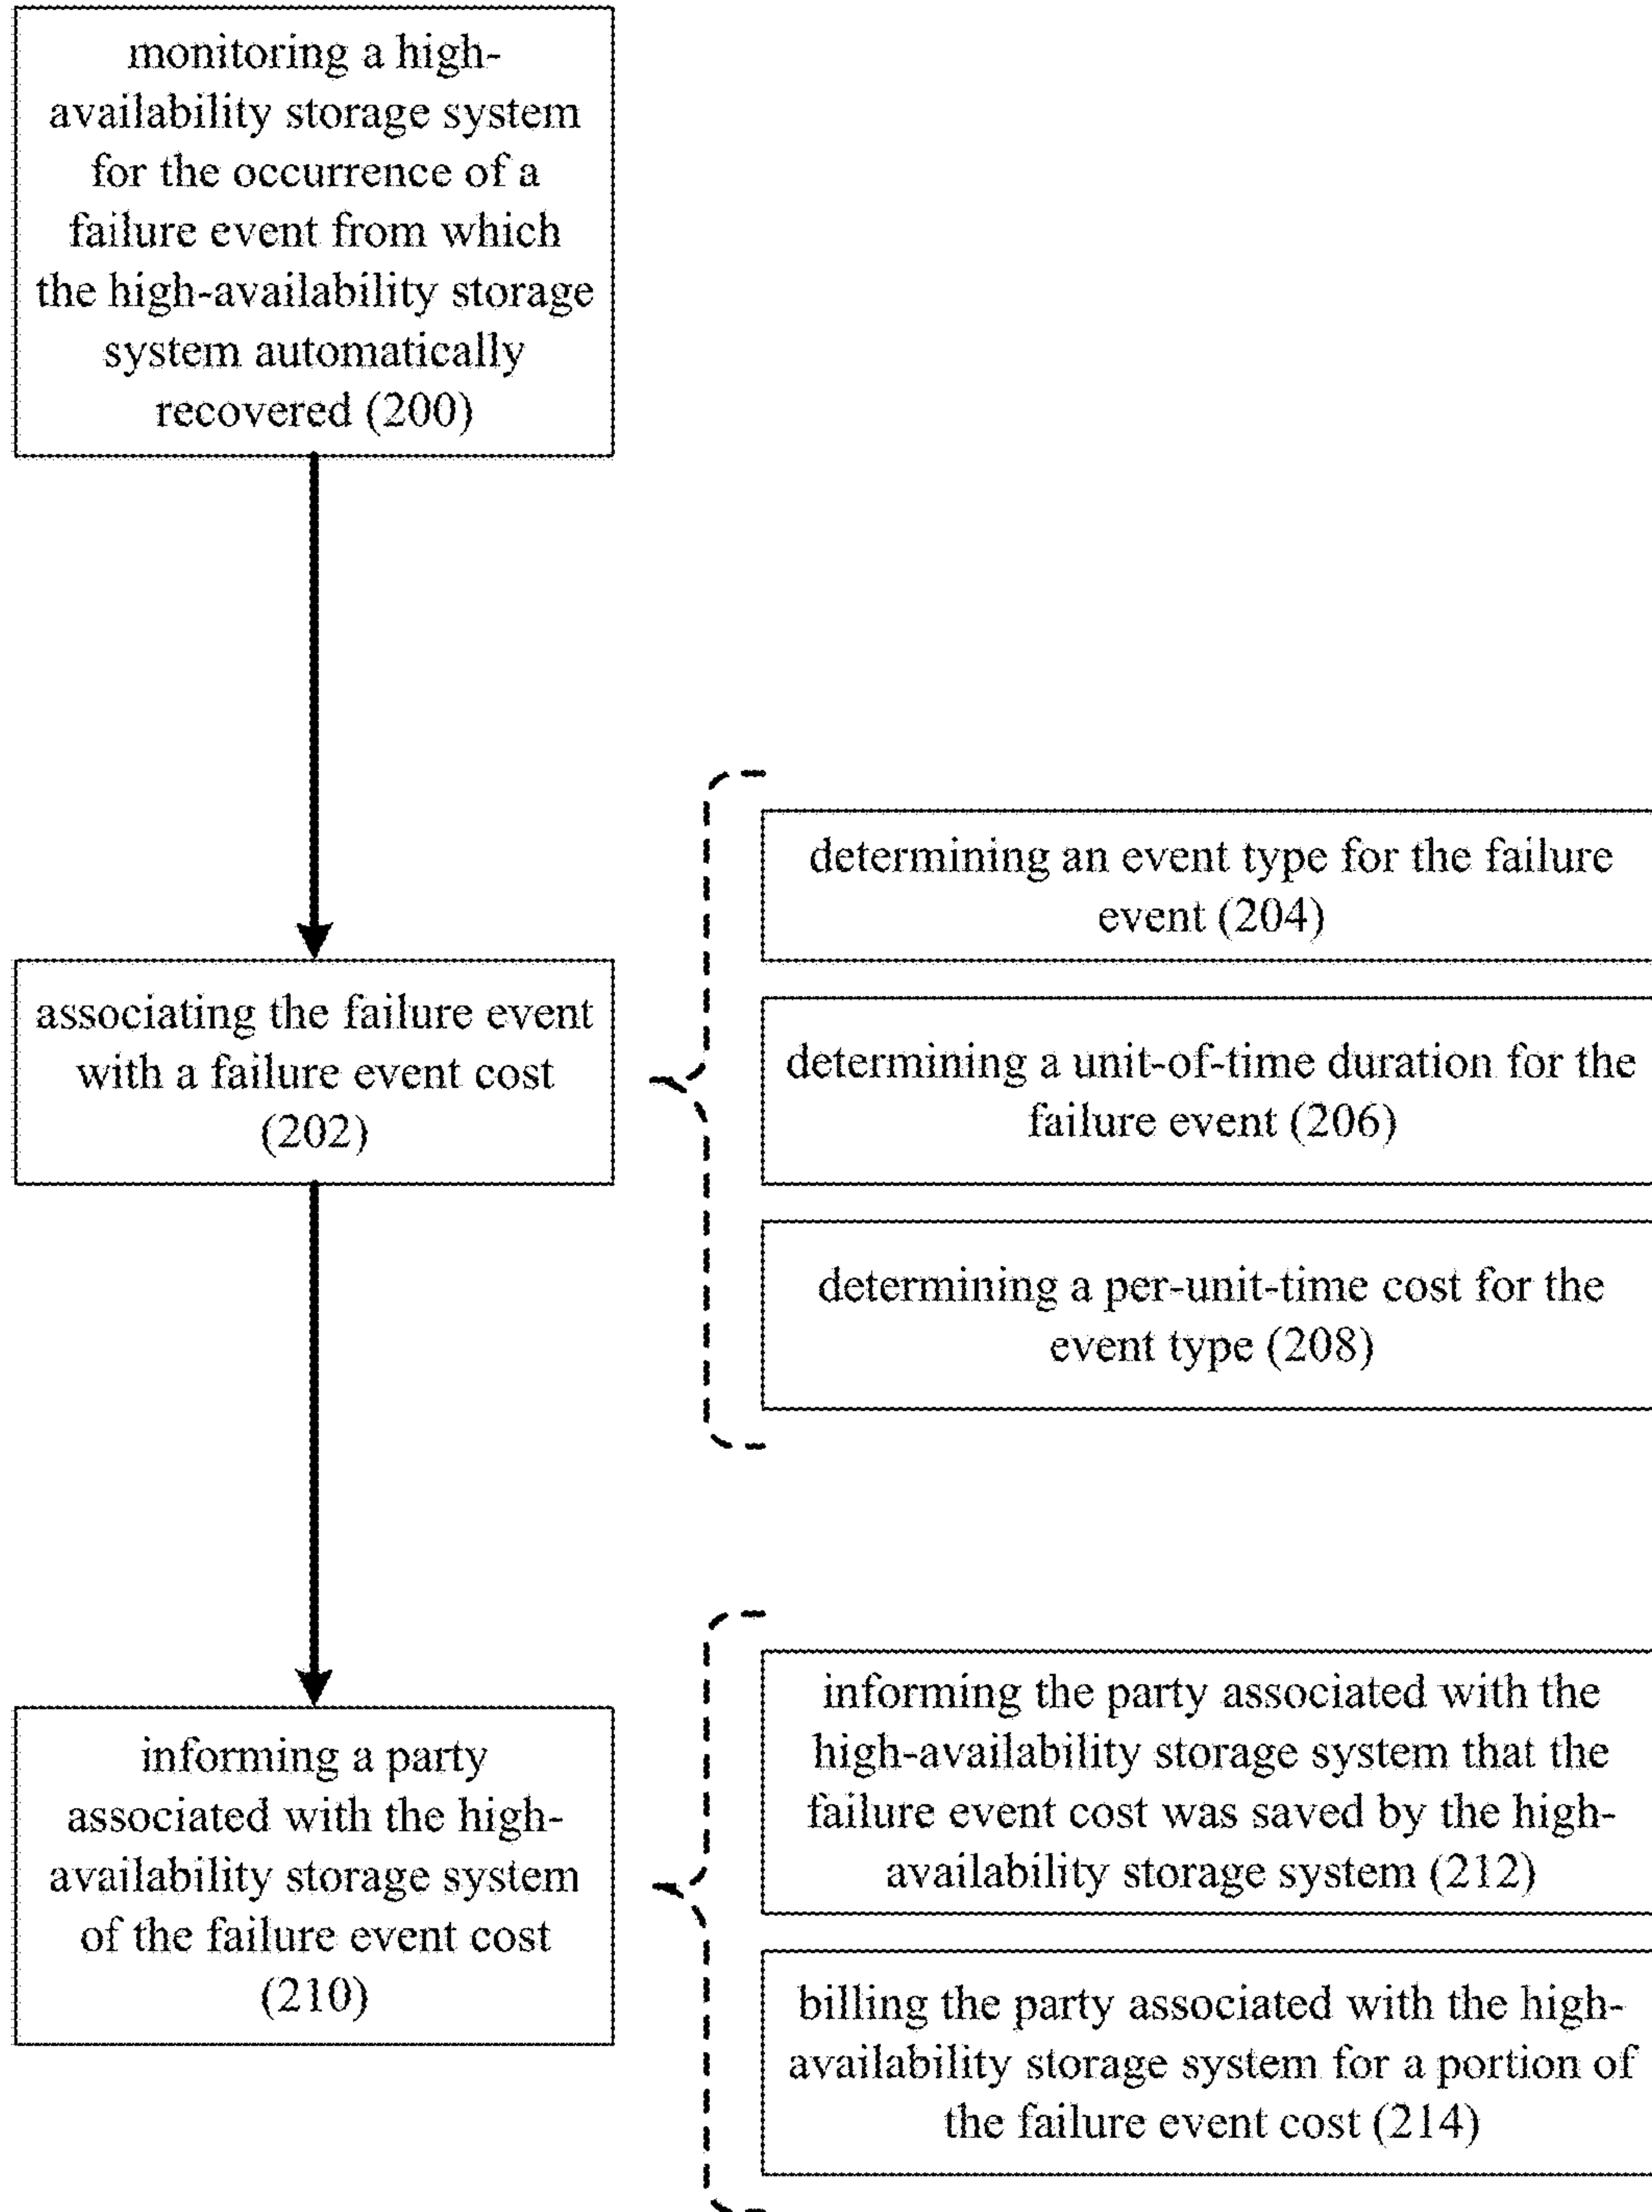 monitoring a high-
availability storage system
for the occurrence of a
failure event from which
the high-availability storage
system automatically
recovered (200)
associating the failure event
with a failure event cost
(202)
determining an event type for the failure
event (204)
determining a unit-of-time duration for the
failure event (206)
determining a per-unit-time cost for the
event type (208)
informing a party
associated with the high-
availability storage system
of the failure event cost
(210)
informing the party associated with the
high-availability storage system that the
failure event cost was saved by the high-
availability storage system (212)
billing the party associated with the high-
availability storage system for a portion of
the failure event cost (214)